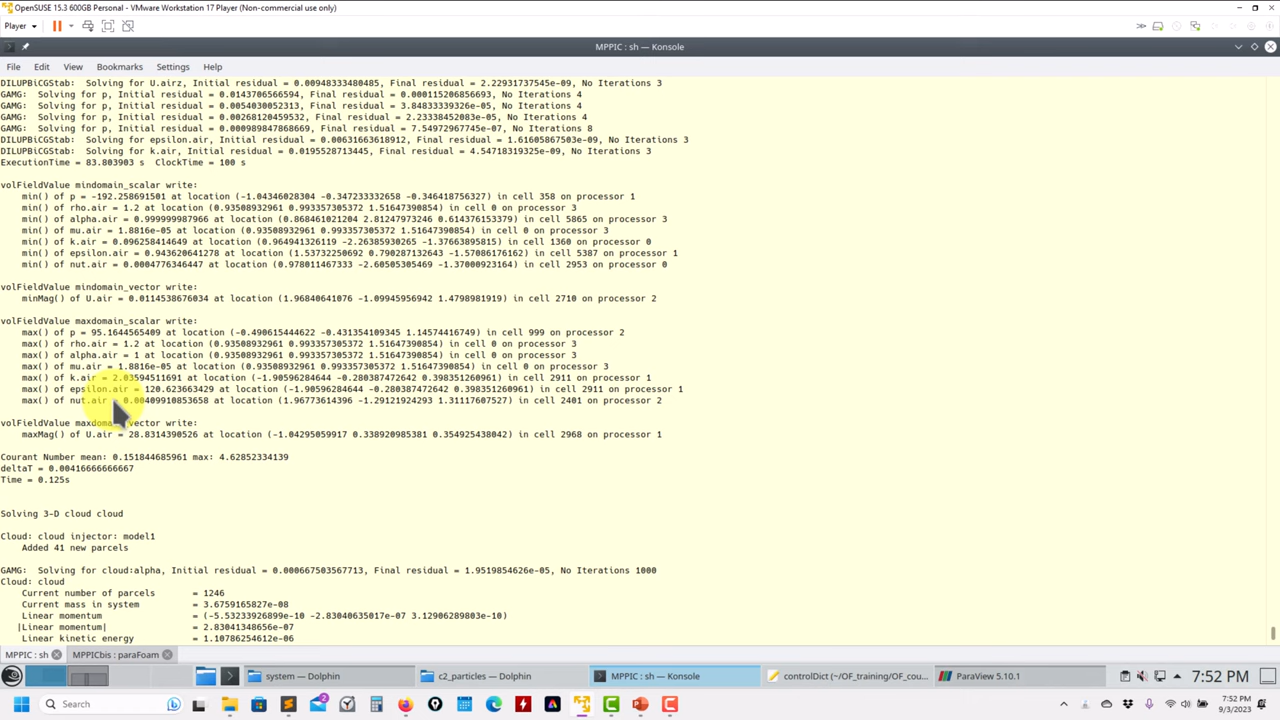 OpenSUSE 15.3 600GB Personal - VMware Workstation 17 Player (Non-commercial use only)
Player
MPPIC : sh — Konsole
File Edit View Bookmarks Settings Help
DILUPBiCGStab:  Solving for U.airz, Initial residual = 0.00948333480485, Final residual = 2.22931737545e-09, No Iterations 3
GAMG:  Solving for p, Initial residual = 0.0143706566594, Final residual = 0.000115206856693, No Iterations 4
GAMG:  Solving for p, Initial residual = 0.0054030052313, Final residual = 3.84833339326e-05, No Iterations 4
GAMG:  Solving for p, Initial residual = 0.00268120459532, Final residual = 2.23338545818e-05, No Iterations 4
GAMG:  Solving for p, Initial residual = 0.000989847868669, Final residual = 7.54972967745e-07, No Iterations 8
DILUPBiCGStab:  Solving for epsilon.air, Initial residual = 0.00631663618912, Final residual = 1.61605867503e-09, No Iterations 3
DILUPBiCGStab:  Solving for k.air, Initial residual = 0.0195528713445, Final residual = 4.54718319325e-09, No Iterations 3
ExecutionTime = 83.803903 s  ClockTime = 100 s
volFieldValue mindomain_scalar write:
min() of p = -192.258691501 at location (-1.04346028304 -0.347233332658 -0.346418756327) in cell 358 on processor 1
min() of rho.air = 1.2 at location (0.93508932961 0.993357353915 1.51647390854) in cell 0 on processor 3
min() of alpha.air = 0.999999987966 at location (0.868461021204 2.81247973246 0.614376153379) in cell 5865 on processor 3
min() of mu.air = 1.8816e-05 at location (0.93508932961 0.993357353915 1.51647390854) in cell 0 on processor 3
min() of k.air = 0.096258414649 at location (0.964941326119 -2.26385930265 -1.37663895815) in cell 1360 on processor 0
min() of epsilon.air = 0.943620641278 at location (1.53732250692 0.790287132643 -1.57086176162) in cell 5387 on processor 1
min() of nut.air = 0.0004776346447 at location (0.978011467333 -2.60505305469 -1.37000923164) in cell 2953 on processor 0
volFieldValue mindomain_vector write:
minMag() of U.air = 0.0114538676034 at location (1.96840641076 -1.09945956942 1.4798981919) in cell 2710 on processor 2
volFieldValue maxdomain_scalar write:
max() of p = 95.1644565409 at location (-0.490615444622 -0.431354109345 1.14574416749) in cell 999 on processor 2
max() of rho.air = 1.2 at location (0.93508932961 0.993357353915 1.51647390854) in cell 0 on processor 3
max() of alpha.air = 1 at location (0.93508932961 0.993357353915 1.51647390854) in cell 0 on processor 3
max() of mu.air = 1.8816e-05 at location (0.93508932961 0.993357353915 1.51647390854) in cell 0 on processor 3
max() of k.air = 2.03594511691 at location (-1.90596284644 -0.280387472848 0.398351260961) in cell 2911 on processor 1
max() of epsilon.air = 120.623663429 at location (-1.90596284644 -0.280387472848 0.398351260961) in cell 2911 on processor 1
max() of nut.air = 0.00409910853658 at location (1.96773614396 -1.29121924293 1.31117607527) in cell 2401 on processor 2
volFieldValue maxdomain_vector write:
maxMag() of U.air = 28.8314390526 at location (-1.04295059917 0.338920985381 0.354925438042) in cell 2968 on processor 1
Courant Number mean: 0.151844685961 max: 4.62852334139
deltaT = 0.00416666666667
Time = 0.125s
Solving 3-D cloud cloud
Cloud: cloud injector: model1
Added 41 new parcels
GAMG:  Solving for cloud:alpha, Initial residual = 0.000667503567713, Final residual = 1.9519854626e-05, No Iterations 1000
Cloud: cloud
Current number of parcels = 1246
Current mass in system = 3.6759165827e-08
Linear momentum = (-5.53233926899e-10 -2.83040635017e-07 3.12906289803e-10)
|Linear momentum| = 2.83041348656e-07
Linear kinetic energy = 1.10786254612e-06
MPPIC : sh MPPICbis : paraFoam
system — Dolphin c2_particles — Dolphin MPPIC : sh — Konsole controlDict (~/OF_training/OF_cou... ParaView 5.10.1 7:52 PM
Search 2 7:52 PM
9/3/2023